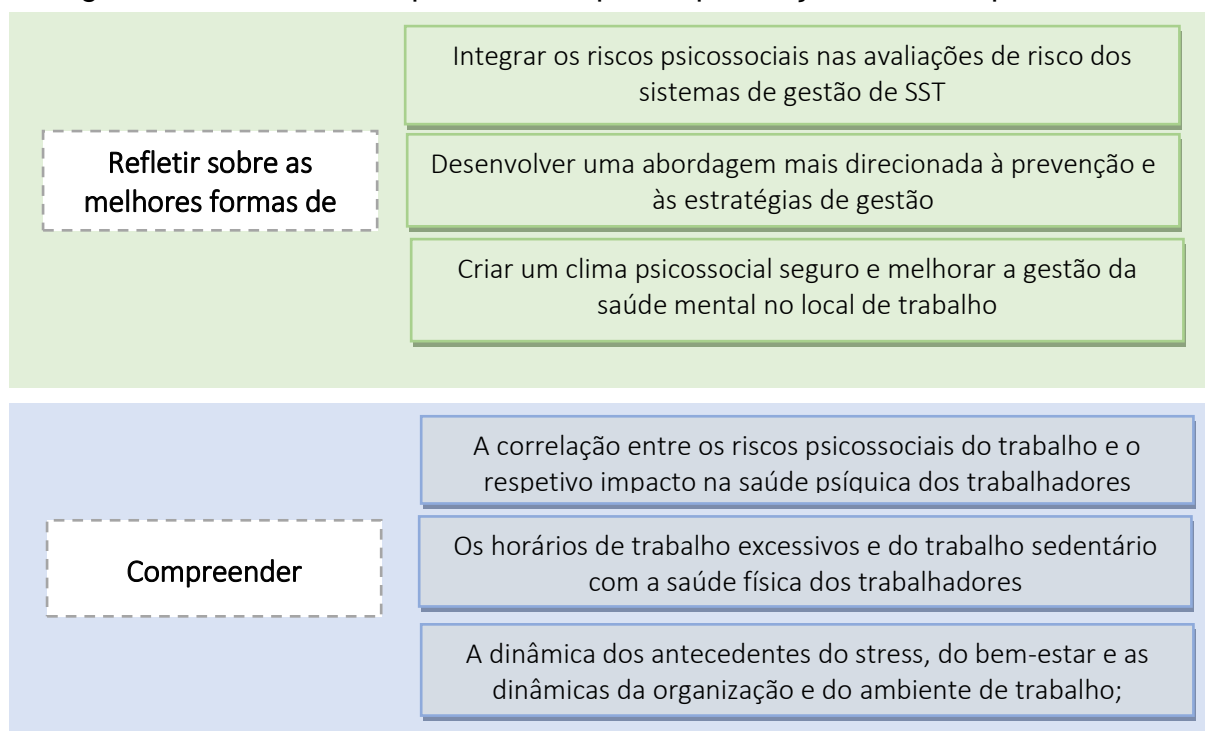 Integrar os riscos psicossociais nas avaliações de risco dos
sistemas de gestão de SST
Refletir sobre as
melhores formas de
Desenvolver uma abordagem mais direcionada à prevenção e
às estratégias de gestão
Criar um clima psicossocial seguro e melhorar a gestão da
saúde mental no local de trabalho
A correlação entre os riscos psicossociais do trabalho e o
respetivo impacto na saúde psíquica dos trabalhadores
Compreender
Os horários de trabalho excessivos e do trabalho sedentário
com a saúde física dos trabalhadores
A dinâmica dos antecedentes do stress, do bem-estar e as
dinâmicas da organização e do ambiente de trabalho;